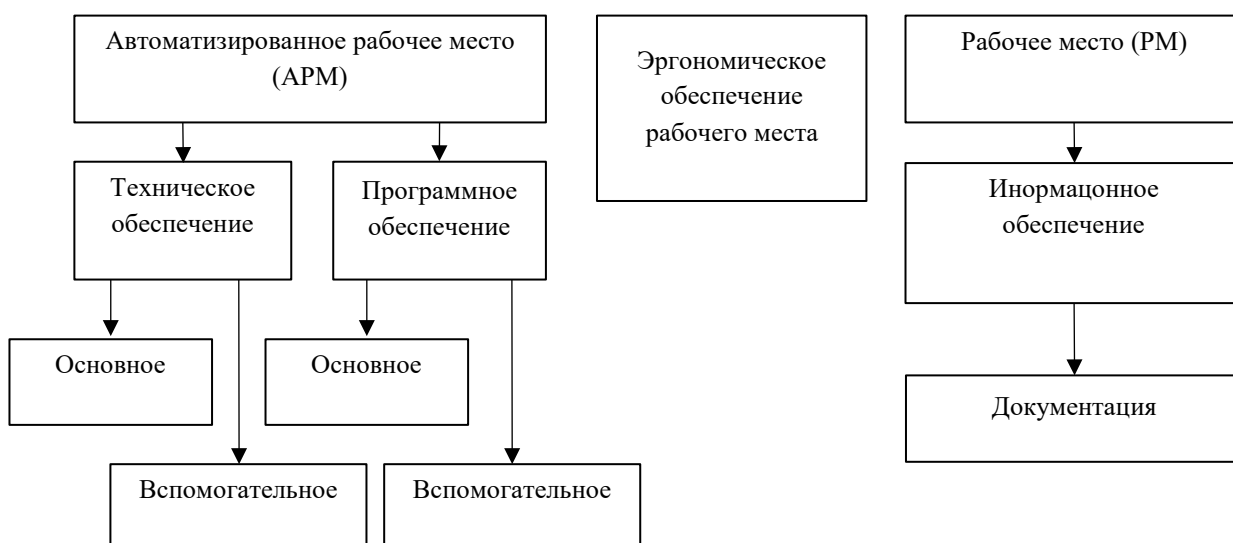 Автоматизированное рабочее место
(АРМ)
Эргономическое
обеспечение
рабочего места
Рабочее место (РМ)
Техническое
обеспечение
Программное
обеспечение
Инормацонное
обеспечение
Основное
Основное
Документация
Вспомогательное
Вспомогательное